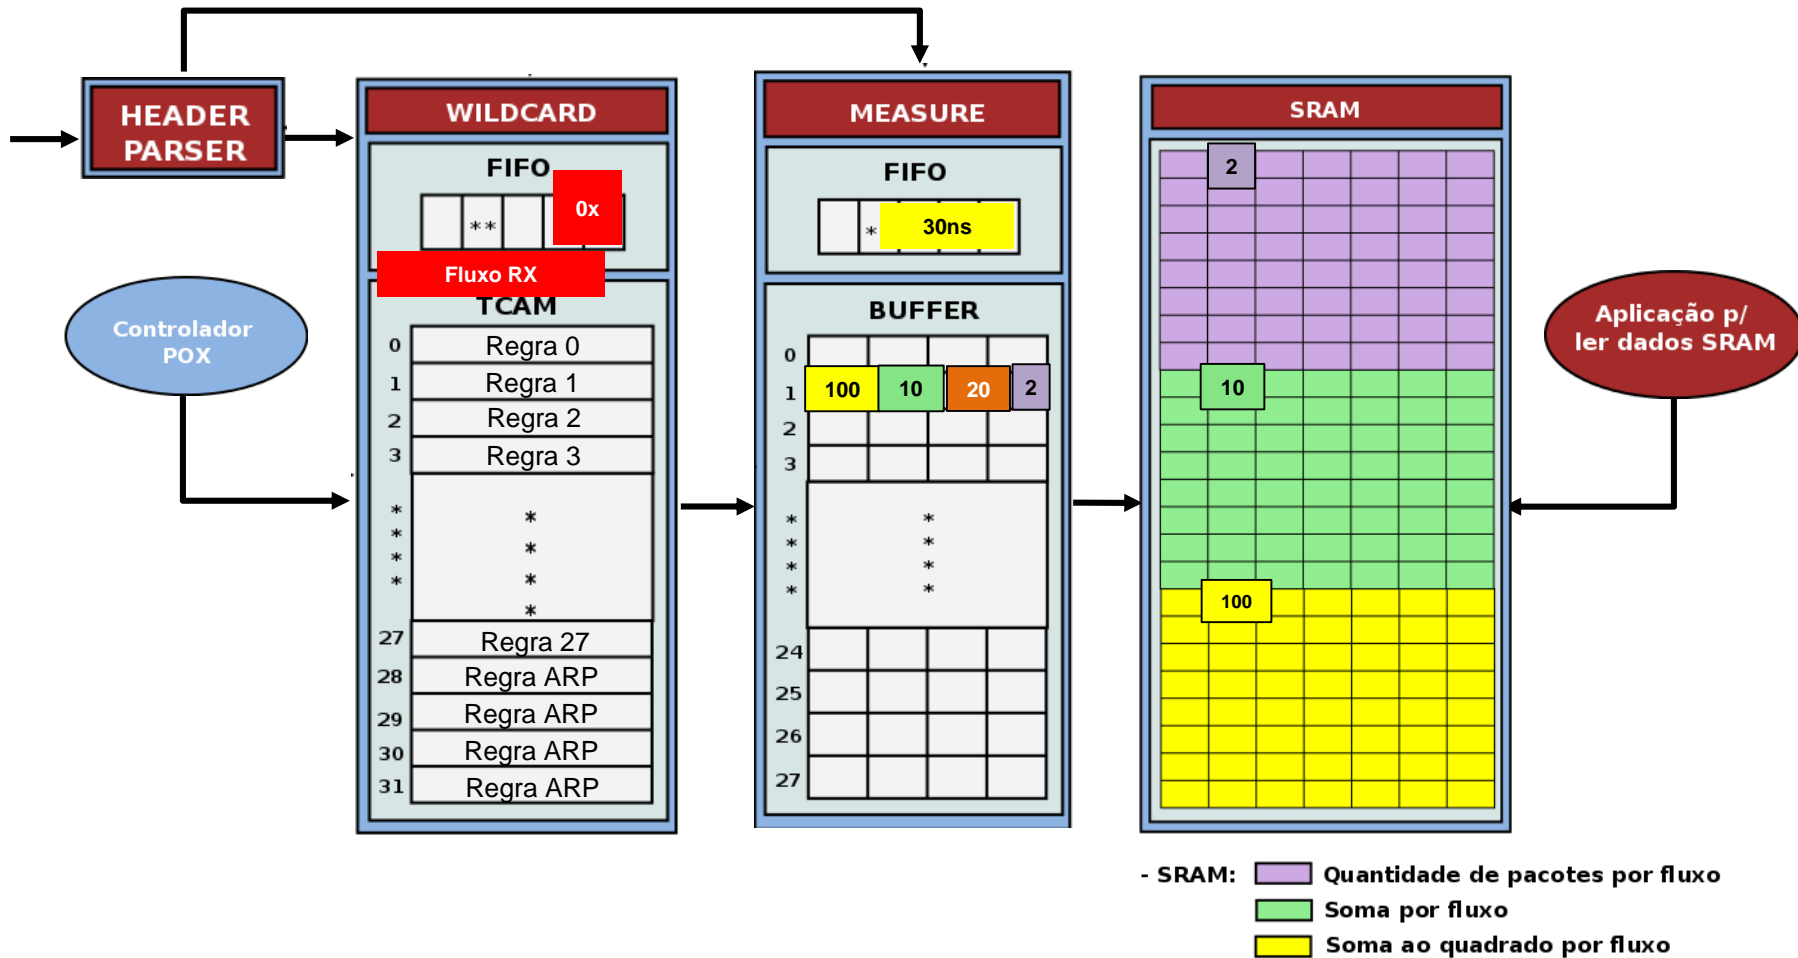 HEADER
PARSER
WILDCARD
FIFO
**
0x
Fluxo RX
TCAM
0 Regra 0
1 Regra 1
2 Regra 2
3 Regra 3
* *
* *
* *
* *
27 Regra 27
28 Regra ARP
29 Regra ARP
30 Regra ARP
31 Regra ARP
Controlador
POX
MEASURE
FIFO
* 30ns
BUFFER
0
1 100 10 20 2
2
3
* *
* *
* *
* *
24
25
26
27
SRAM
2
10
100
Aplicação p/
ler dados SRAM
- SRAM: Quantidade de pacotes por fluxo
Soma por fluxo
Soma ao quadrado por fluxo